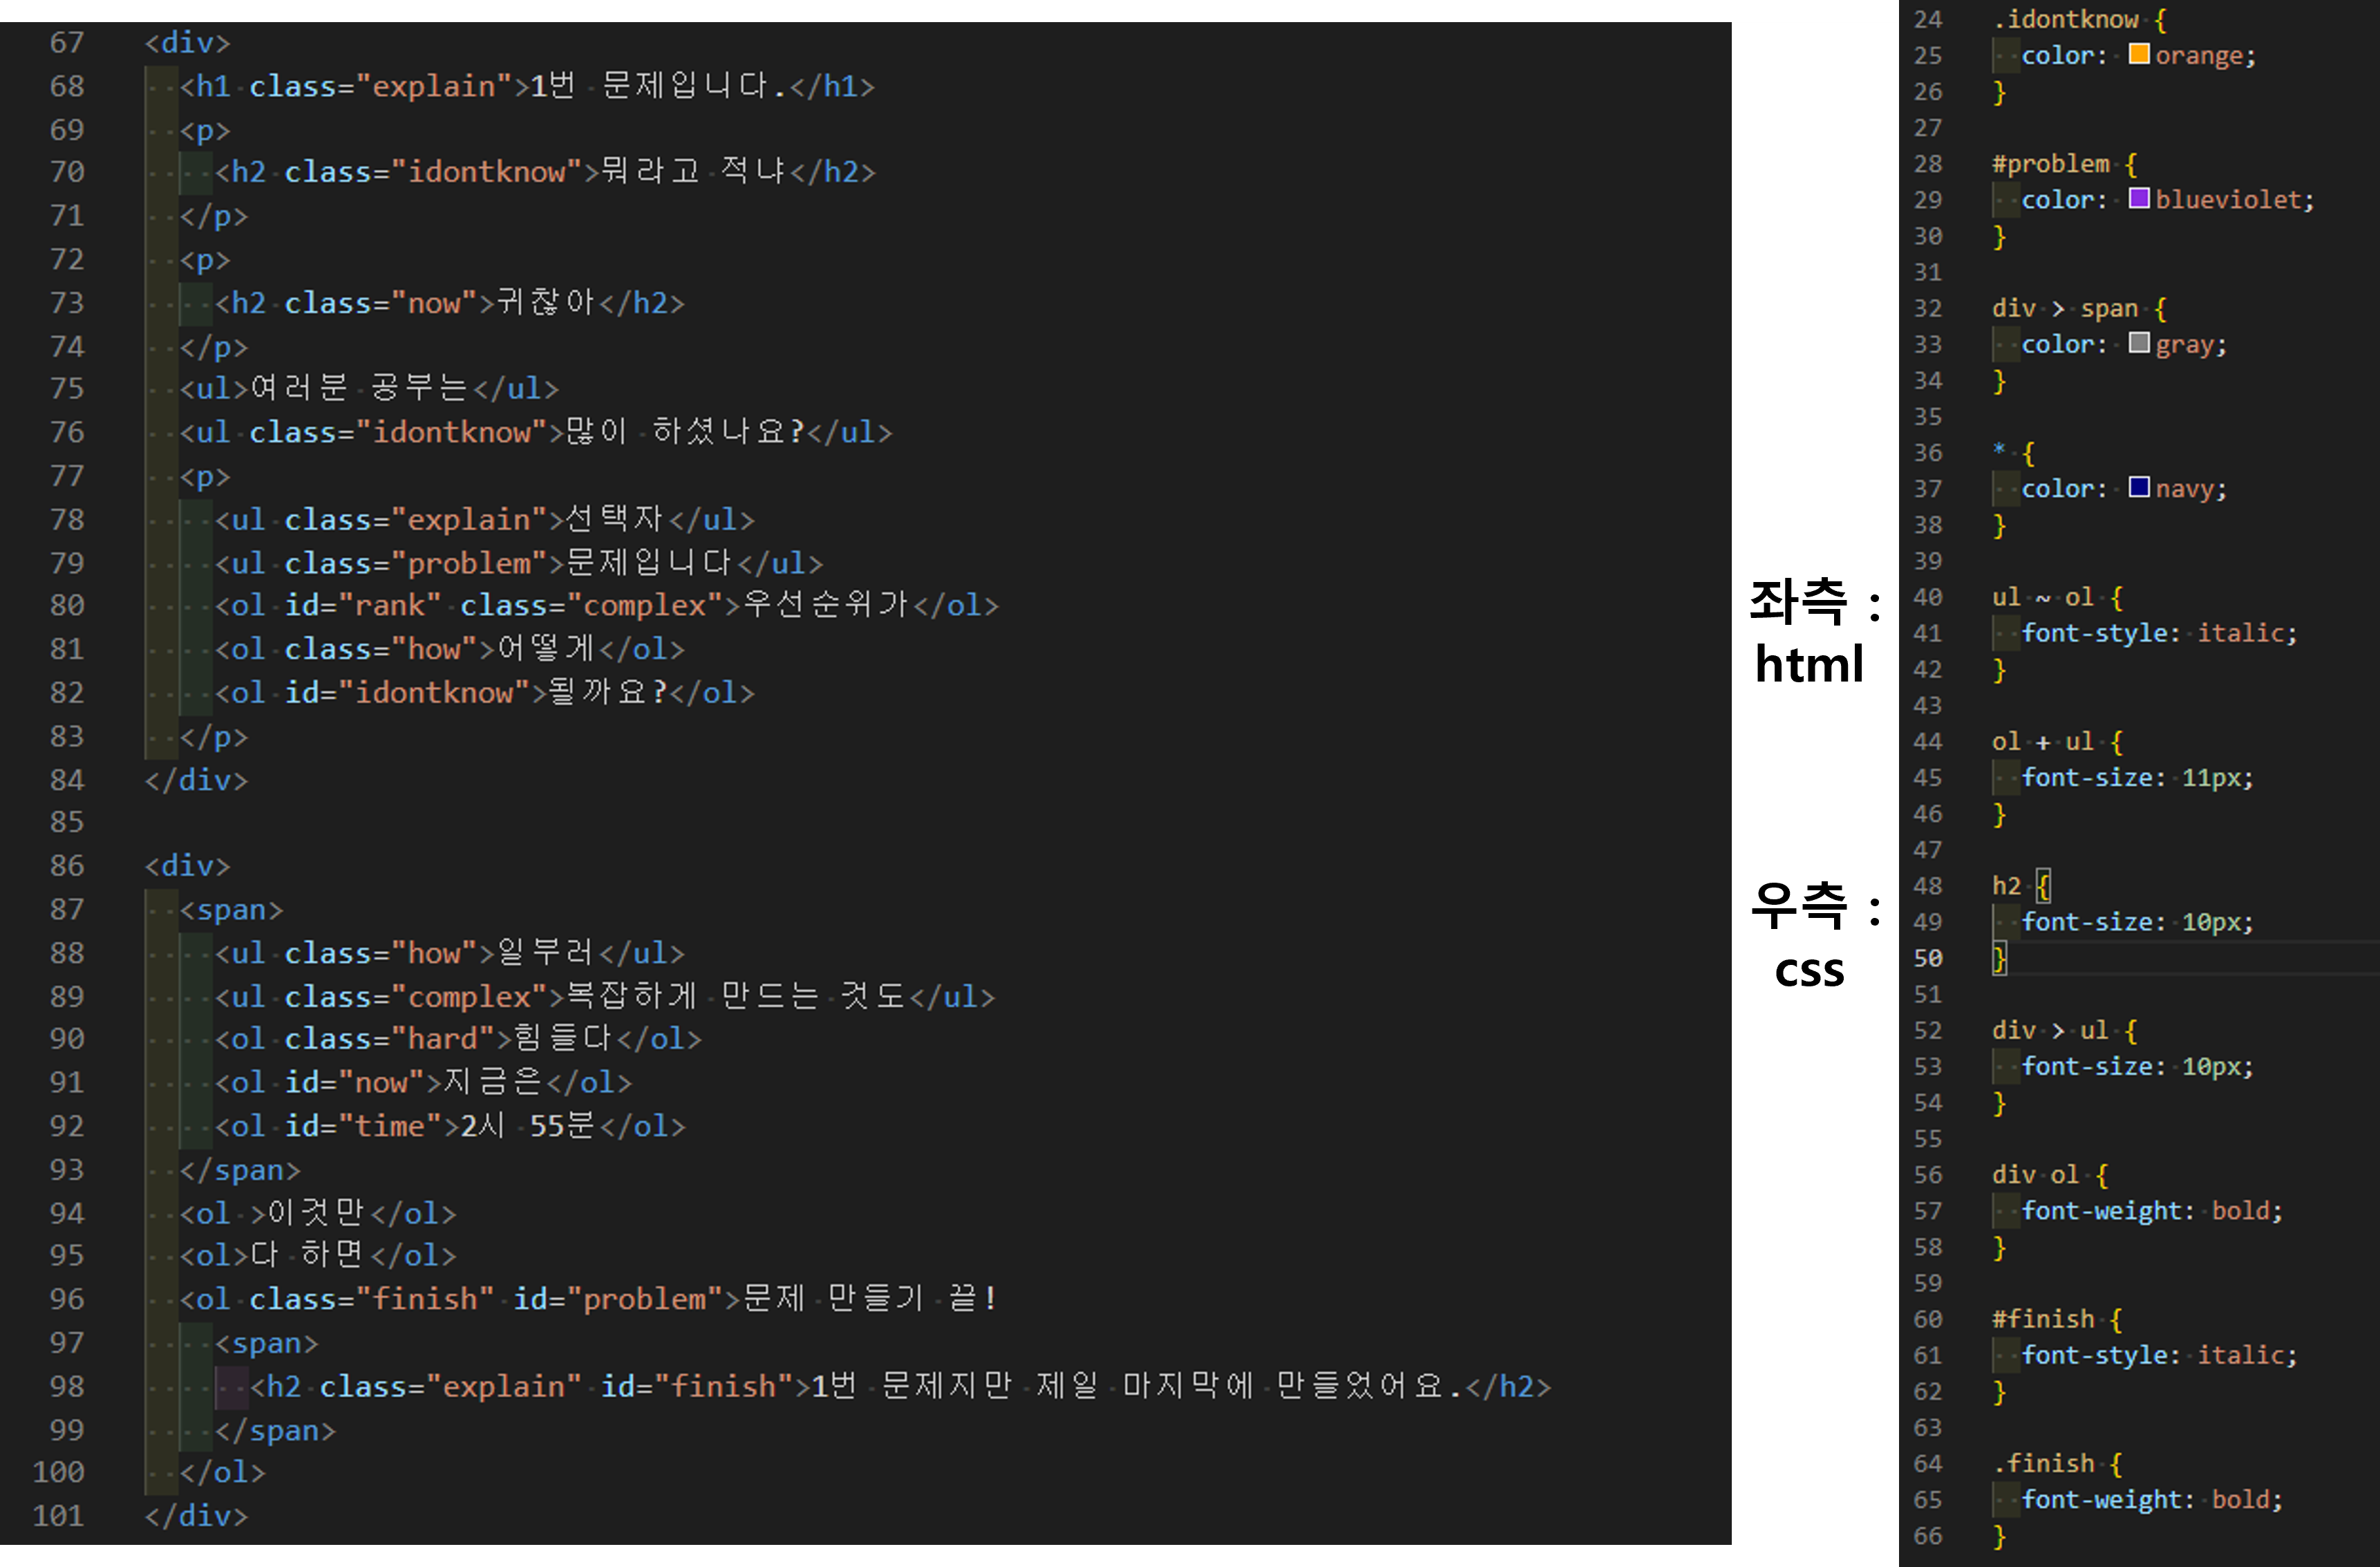 67 <div>
68 <h1 class="explain">1번 문제입니다.</h1>
69 <p>
70 <h2 class="idontknow">뭐라고 적냐</h2>
71 </p>
72 <p>
73 <h2 class="now">귀찮아</h2>
74 </p>
75 <ul>여러분 공부는</ul>
76 <ul class="idontknow">많이 하셨나요?</ul>
77 <p>
78 <ul class="explain">선택자</ul>
79 <ul class="problem">문제입니다</ul>
80 <ol id="rank" class="complex">우선순위가</ol>
81 <ol class="how">어떻게</ol>
82 <ol id="idontknow">될까요?</ol>
83 </p>
84 </div>
85
86 <div>
87 <span>
88 <ul class="how">일부러</ul>
89 <ul class="complex">복잡하게 만드는 것도</ul>
90 <ol class="hard">힘들다</ol>
91 <ol id="now">지금은</ol>
92 <ol id="time">2시 55분</ol>
93 </span>
94 <ol >이것만</ol>
95 <ol>다 하면</ol>
96 <ol class="finish" id="problem">문제 만들기 끝!
97 <span>
98 <h2 class="explain" id="finish">1번 문제지만 제일 마지막에 만들었어요.</h2>
99 </span>
100 </ol>
101 </div>
좌측 :
html
우측 :
css
24 .idontknow {
25 color: orange;
26 }
27
28 #problem {
29 color: blueviolet;
30 }
31
32 div > span {
33 color: gray;
34 }
35
36 * {
37 color: navy;
38 }
39
40 ul ~ ol {
41 font-style: italic;
42 }
43
44 ol + ul {
45 font-size: 11px;
46 }
47
48 h2 {
49 font-size: 10px;
50 }
51
52 div > ul {
53 font-size: 10px;
54 }
55
56 div ol {
57 font-weight: bold;
58 }
59
60 #finish {
61 font-style: italic;
62 }
63
64 .finish {
65 font-weight: bold;
66 }